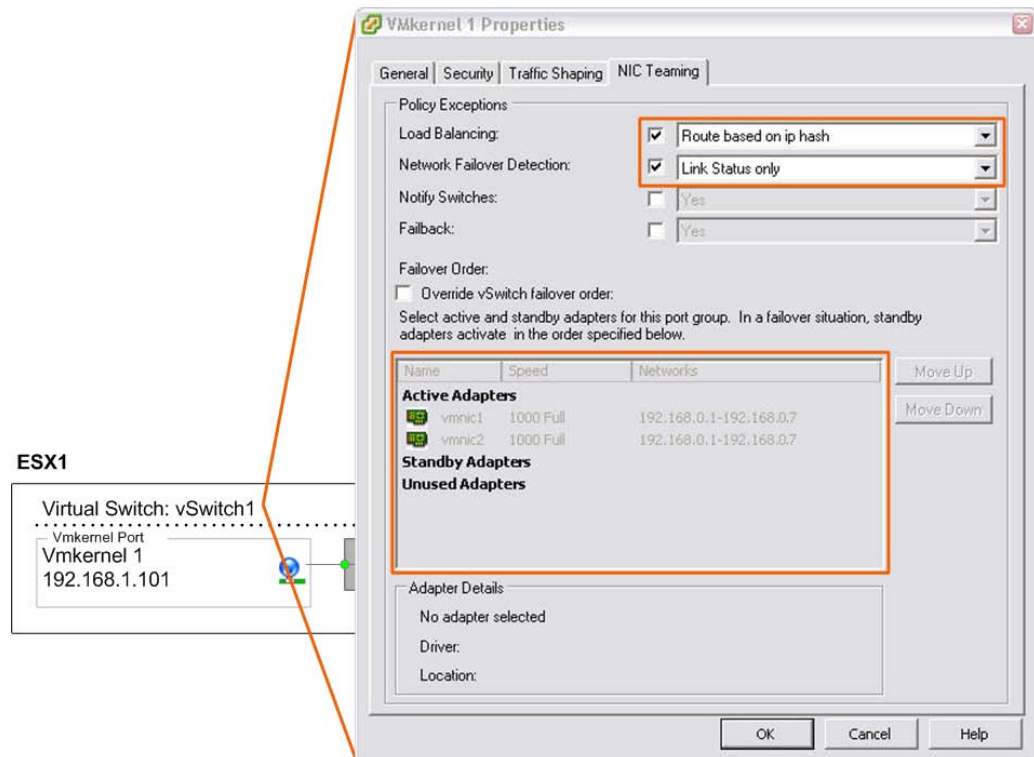 VMkernel 1 Properties
General Security Traffic Shaping NIC Teaming
Policy Exceptions
Load Balancing: Route based on ip hash
Network Failover Detection: Link Status only
Notify Switches: Yes
Failback: Yes
Failover Order:
Override vSwitch failover order:
Select active and standby adapters for this port group. In a failover situation, standby
adapters activate in the order specified below.
Name Speed Networks
Active Adapters
vmnic1 1000 Full 192.168.0.1-192.168.0.7
vmnic2 1000 Full 192.168.0.1-192.168.0.7
Standby Adapters
Unused Adapters
Move Up
Move Down
Adapter Details
No adapter selected
Driver:
Location:
OK Cancel Help
ESX1
Virtual Switch: vSwitch1
Vmkernel Port
Vmkernel 1
192.168.1.101